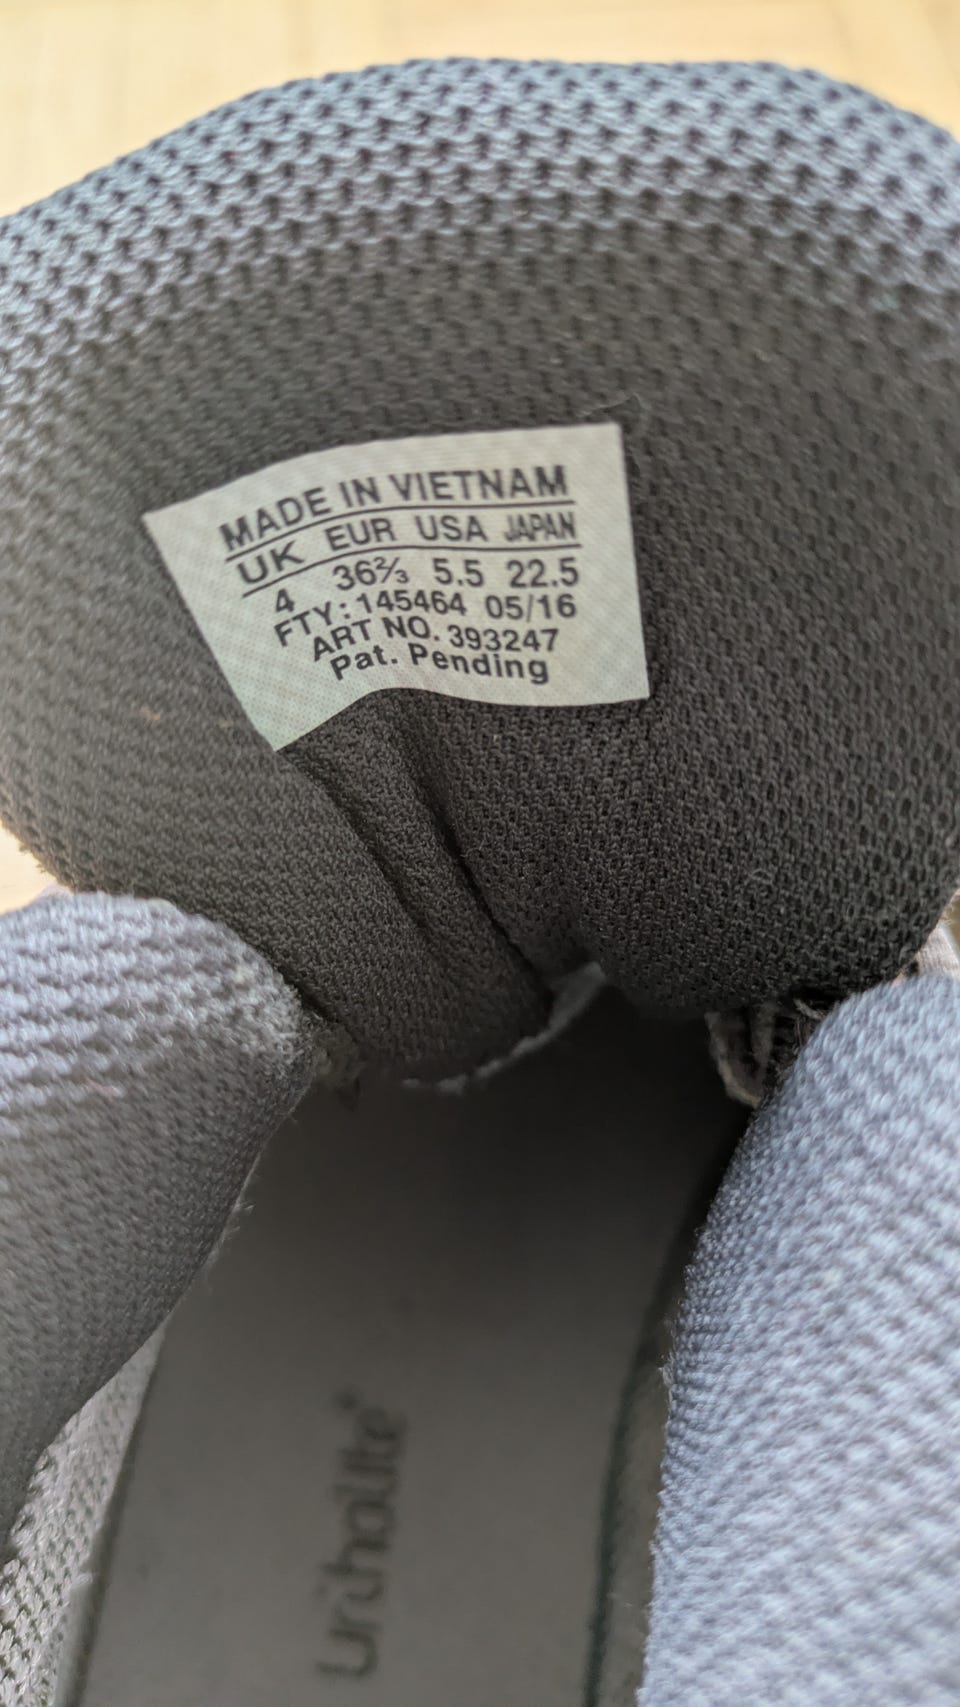 MADE IN VIETNAM
UK EUR USA JAPAN
4 36⅔ 5.5 22.5
FTY: 145464 05/16
ART NO. 393247
Pat. Pending
ortholite®